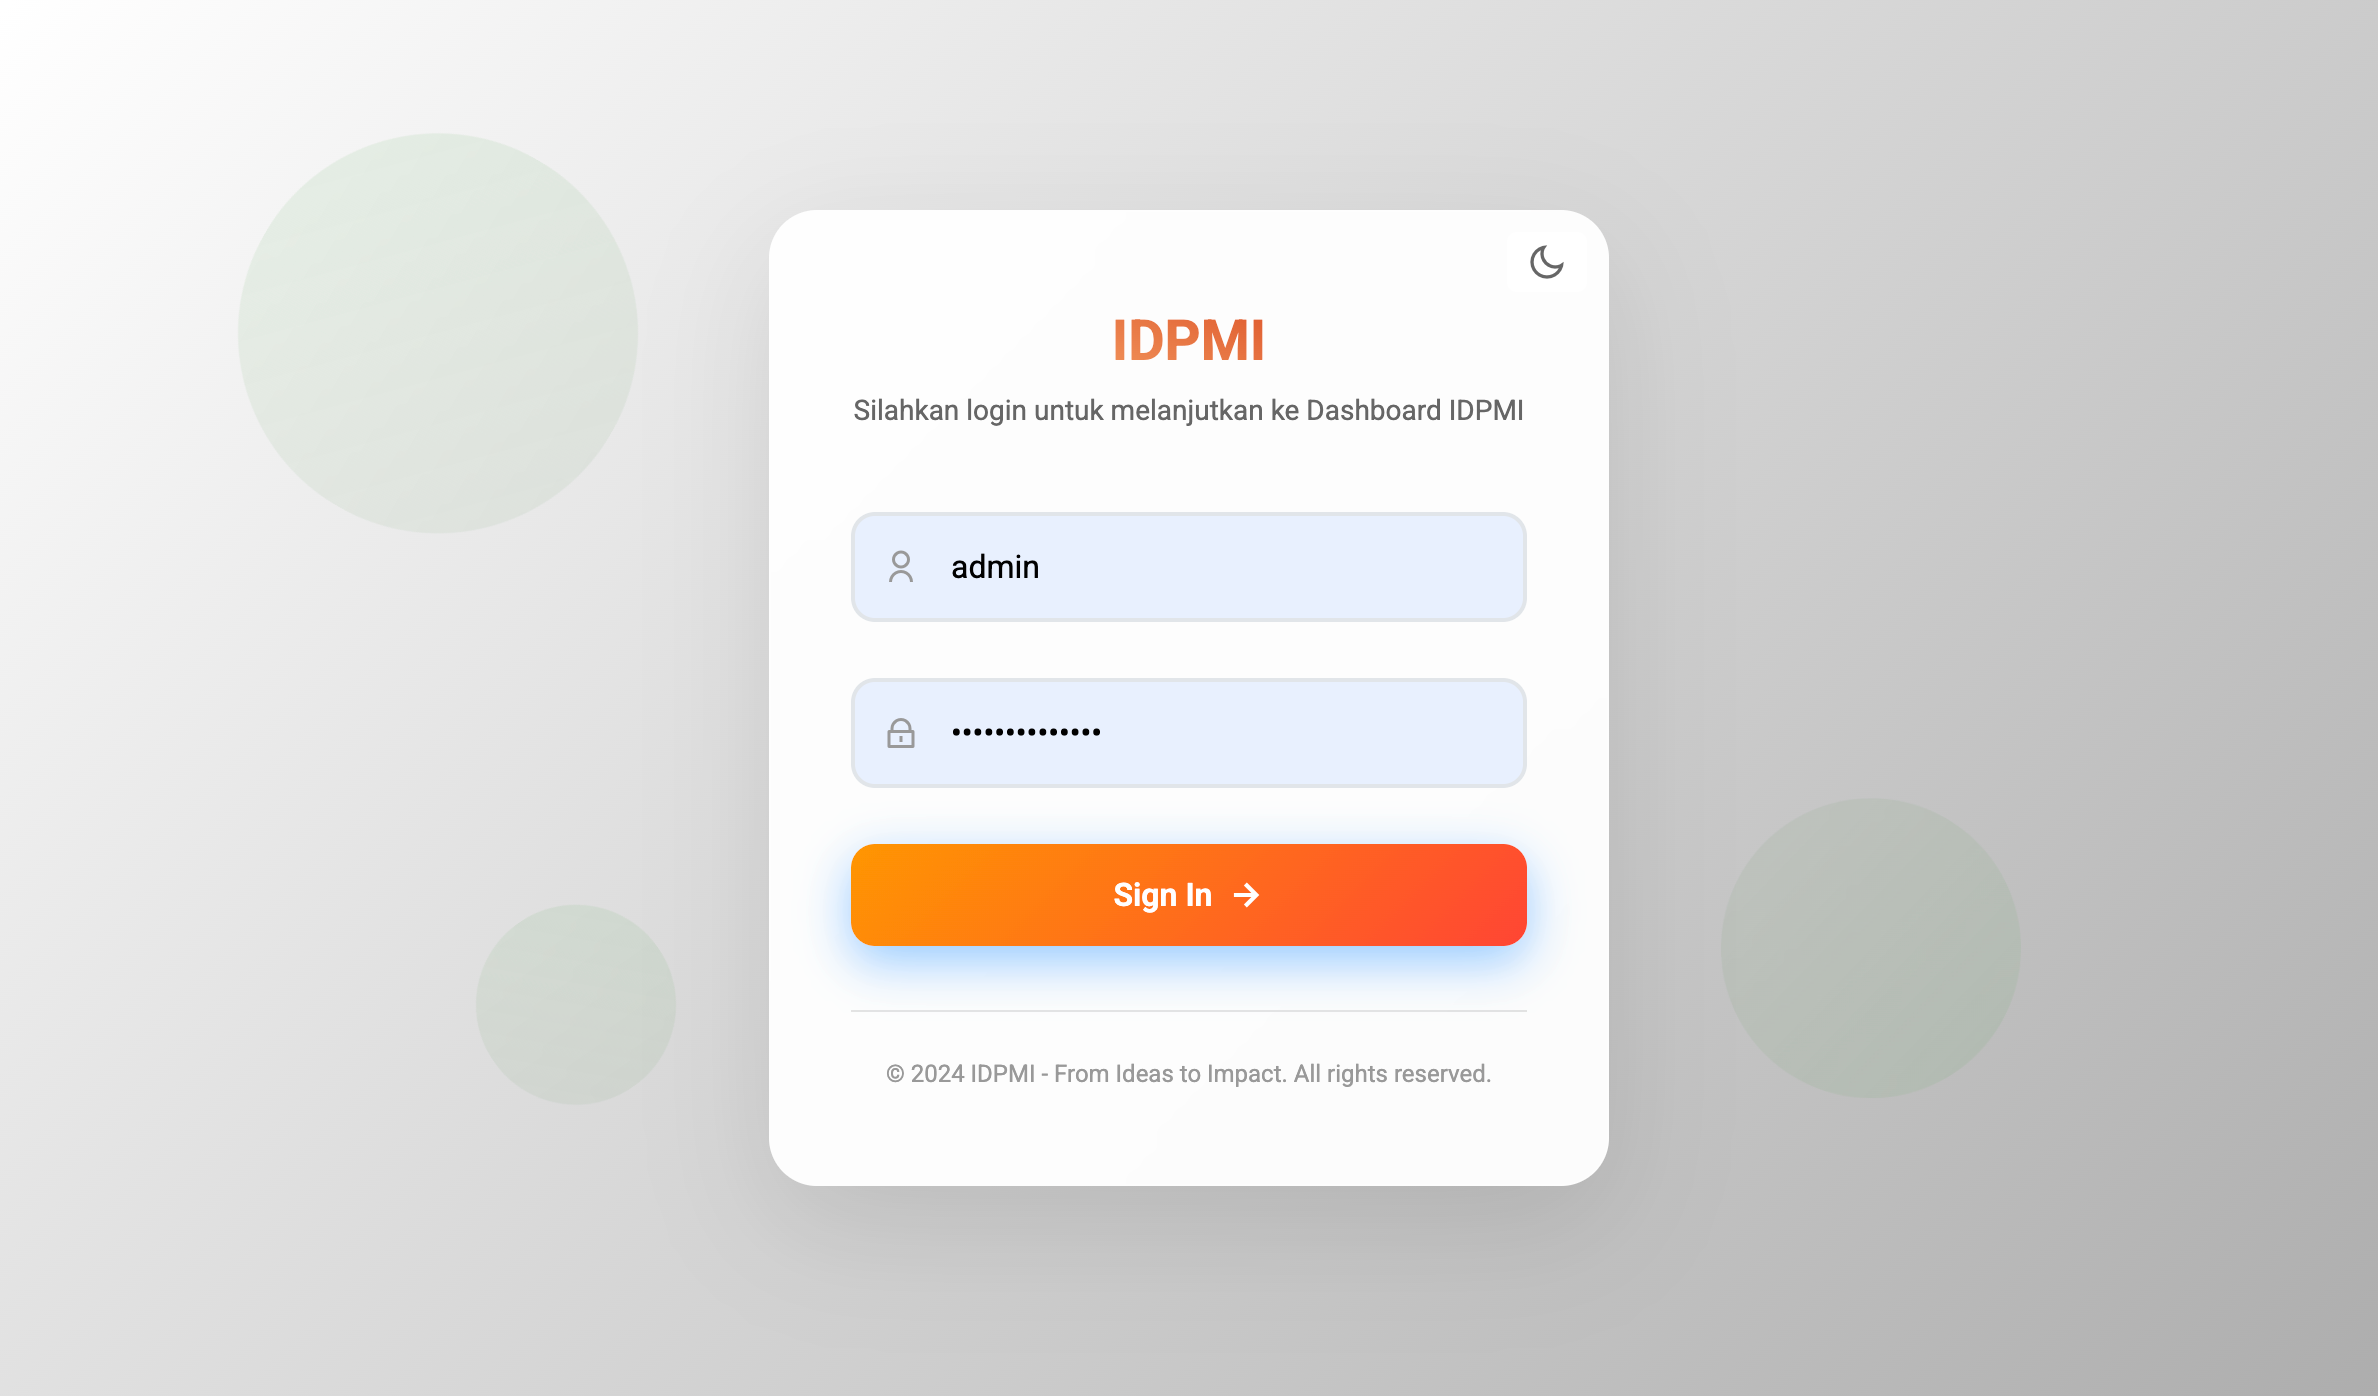 IDPMI
Silahkan login untuk melanjutkan ke Dashboard IDPMI
admin
••••••••••••••
Sign In →
© 2024 IDPMI - From Ideas to Impact. All rights reserved.